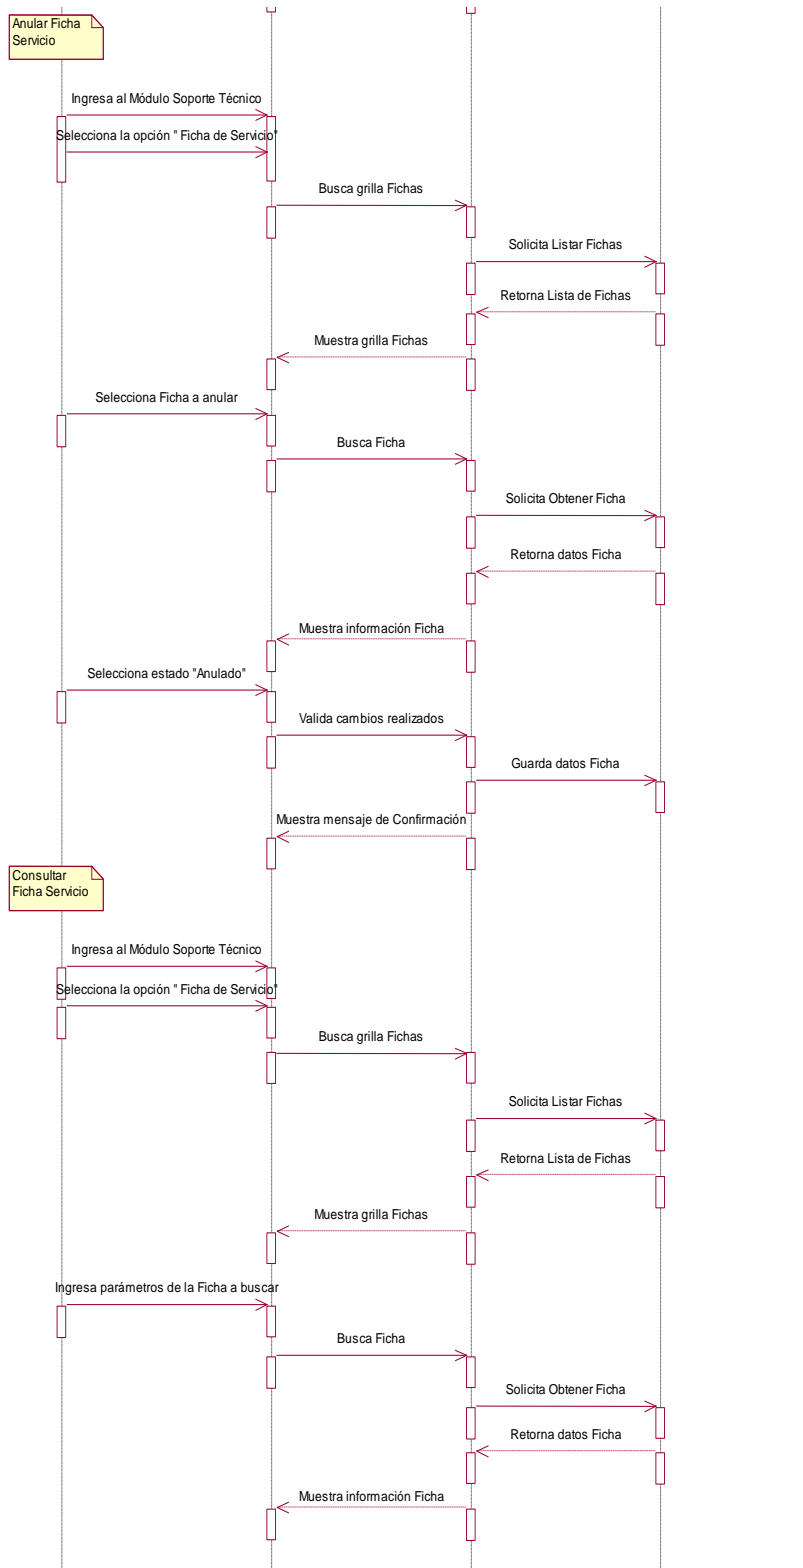 Anular Ficha
Servicio
Ingresa al Módulo Soporte Técnico
Selecciona la opción " Ficha de Servicio"
Busca grilla Fichas
Solicita Listar Fichas
Retorna Lista de Fichas
Muestra grilla Fichas
Selecciona Ficha a anular
Busca Ficha
Solicita Obtener Ficha
Retorna datos Ficha
Muestra información Ficha
Selecciona estado "Anulado"
Valida cambios realizados
Guarda datos Ficha
Muestra mensaje de Confirmación
Consultar
Ficha Servicio
Ingresa al Módulo Soporte Técnico
Selecciona la opción " Ficha de Servicio"
Busca grilla Fichas
Solicita Listar Fichas
Retorna Lista de Fichas
Muestra grilla Fichas
Ingresa parámetros de la Ficha a buscar
Busca Ficha
Solicita Obtener Ficha
Retorna datos Ficha
Muestra información Ficha